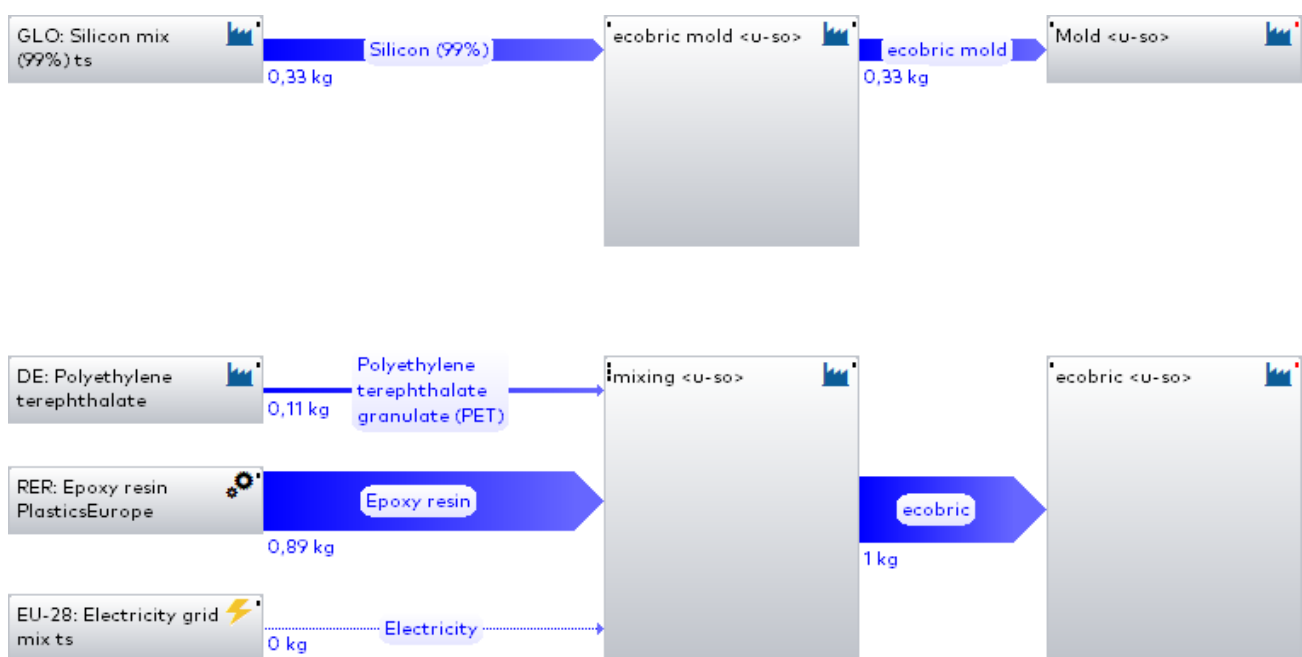 GLO: Silicon mix
(99%) ts
Silicon (99%)
0,33 kg
ecobric mold <u-so>
ecobric mold
0,33 kg
Mold <u-so>
DE: Polyethylene
terephthalate
0,11 kg
Polyethylene
terephthalate
granulate (PET)
mixing <u-so>
ecobric <u-so>
RER: Epoxy resin
PlasticsEurope
Epoxy resin
0,89 kg
ecobric
1 kg
EU-28: Electricity grid
mix ts
Electricity
0 kg